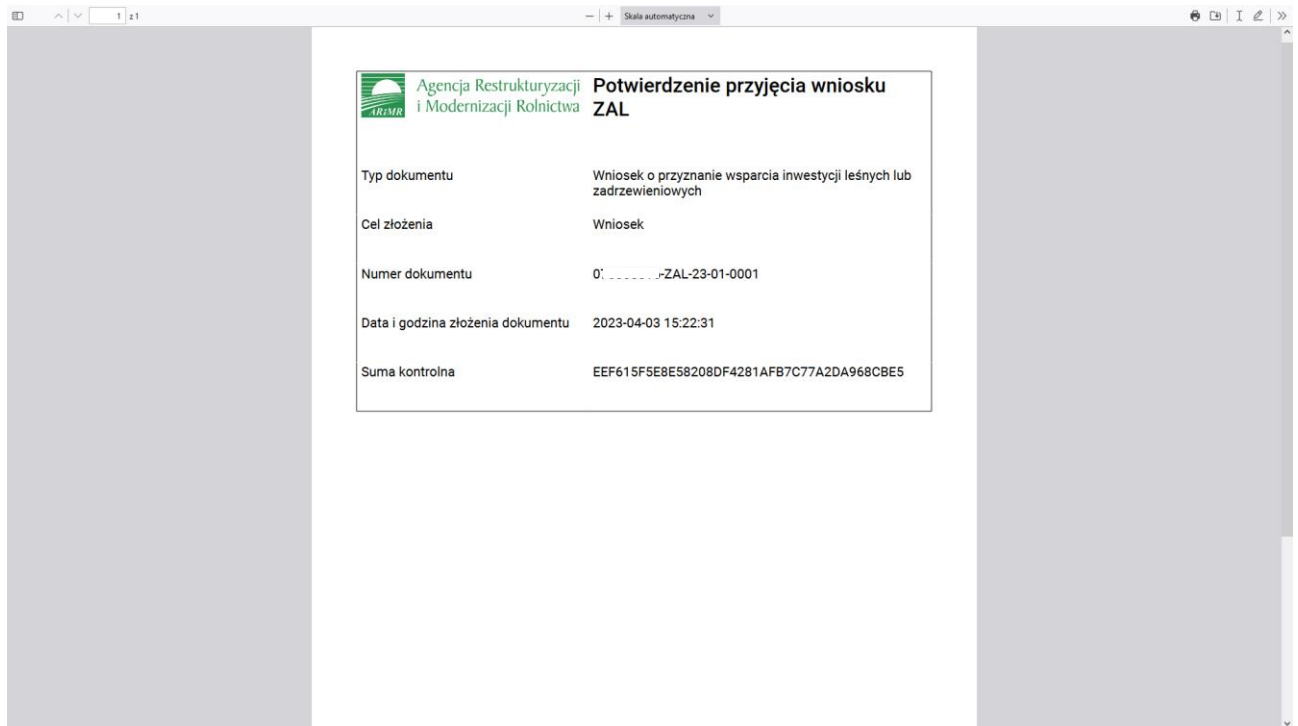 1 z 1
Skala automatyczna
ARiMR
Agencja Restrukturyzacji
i Modernizacji Rolnictwa
Potwierdzenie przyjęcia wniosku
ZAL
Typ dokumentu
Wniosek o przyznanie wsparcia inwestycji leśnych lub
zadrzewieniowych
Cel złożenia
Wniosek
Numer dokumentu
-ZAL-23-01-0001
Data i godzina złożenia dokumentu
2023-04-03 15:22:31
Suma kontrolna
EEF615F5E8E58208DF4281AFB7C77A2DA968CBE5